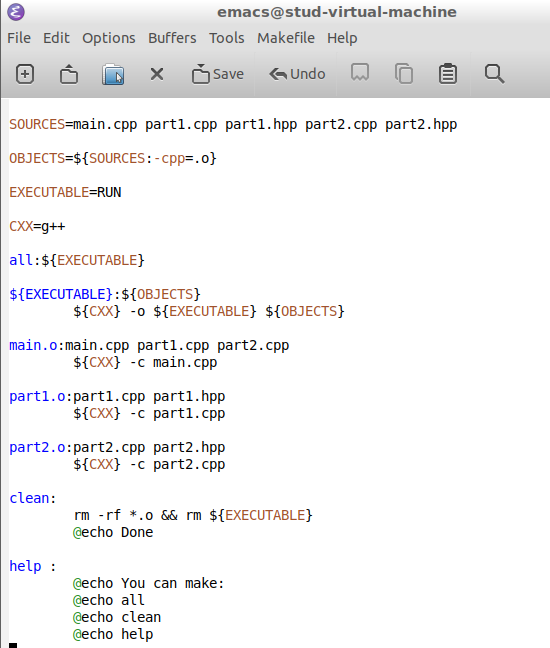 emacs@stud-virtual-machine
File Edit Options Buffers Tools Makefile Help
Save Undo
SOURCES=main.cpp part1.cpp part1.hpp part2.cpp part2.hpp
OBJECTS=${SOURCES:-cpp=.o}
EXECUTABLE=RUN
CXX=g++
all:${EXECUTABLE}
${EXECUTABLE}:${OBJECTS}
${CXX} -o ${EXECUTABLE} ${OBJECTS}
main.o:main.cpp part1.cpp part2.cpp
${CXX} -c main.cpp
part1.o:part1.cpp part1.hpp
${CXX} -c part1.cpp
part2.o:part2.cpp part2.hpp
${CXX} -c part2.cpp
clean:
rm -rf *.o && rm ${EXECUTABLE}
@echo Done
help :
@echo You can make:
@echo all
@echo clean
@echo help